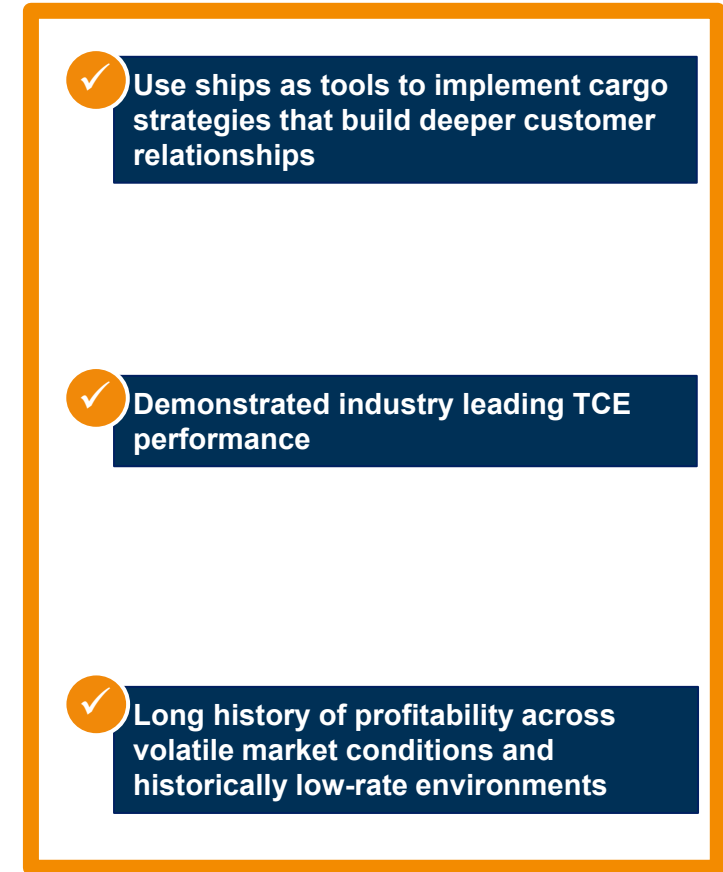 Use ships as tools to implement cargo
strategies that build deeper customer
relationships
Demonstrated industry leading TCE
performance
Long history of profitability across
volatile market conditions and
historically low-rate environments